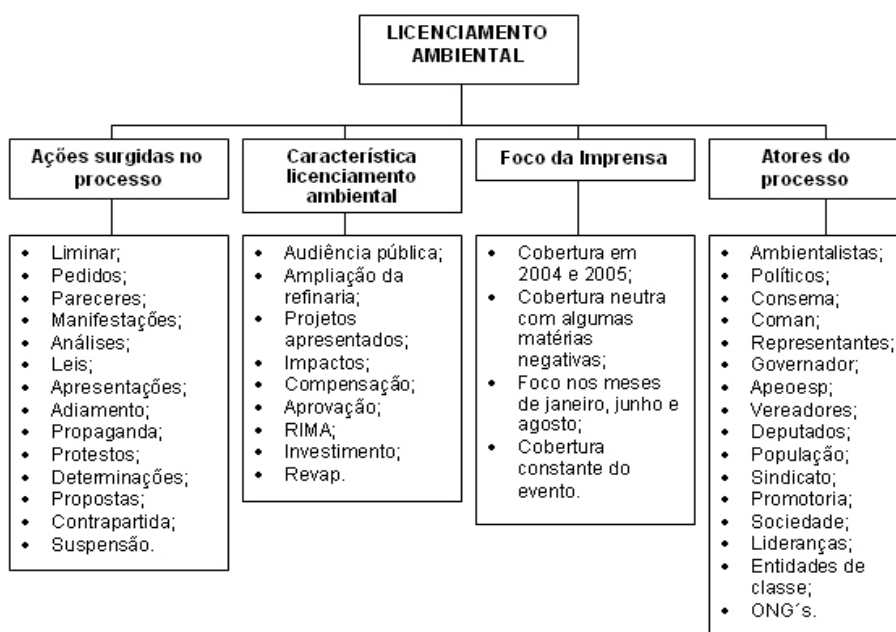 LICENCIAMENTO
AMBIENTAL
Ações surgidas no
processo
• Liminar;
• Pedidos;
• Pareceres;
• Manifestações;
• Análises;
• Leis;
• Apresentações;
• Adiamento;
• Propaganda;
• Protestos;
• Determinações;
• Propostas;
• Contrapartida;
• Suspensão.
Característica
licenciamento
ambiental
• Audiência pública;
• Ampliação da
refinaria;
• Projetos
apresentados;
• Impactos;
• Compensação;
• Aprovação;
• RIMA;
• Investimento;
• Revap.
Foco da Imprensa
• Cobertura em
2004 e 2005;
• Cobertura neutra
com algumas
matérias
negativas;
• Foco nos meses
de janeiro, junho e
agosto;
• Cobertura
constante do
evento.
Atores do
processo
• Ambientalistas;
• Políticos;
• Consema;
• Coman;
• Representantes;
• Governador;
• Apeoesp;
• Vereadores;
• Deputados;
• População;
• Sindicato;
• Promotoria;
• Sociedade;
• Lideranças;
• Entidades de
classe;
• ONG´s.